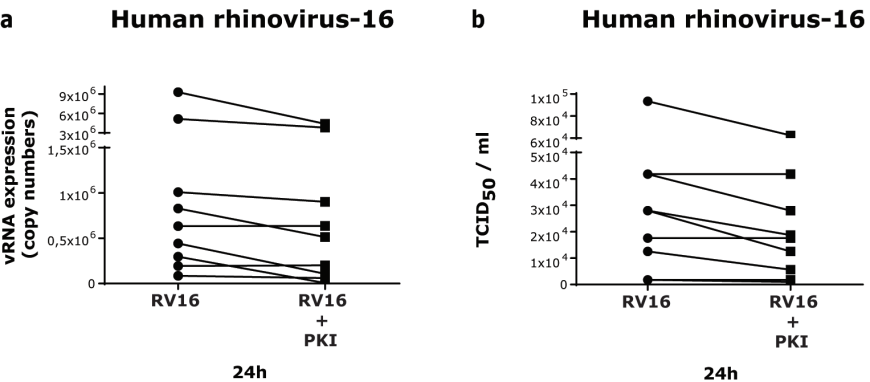 a Human rhinovirus-16
vRNA expression
(copy numbers)
9x10⁶
6x10⁶
3x10⁶
1,5x10⁶
1x10⁶
0,5x10⁶
0
RV16
RV16
+
PKI
24h
b Human rhinovirus-16
TCID₅₀ / ml
1x10⁵
8x10⁴
6x10⁴
5x10⁴
4x10⁴
3x10⁴
2x10⁴
1x10⁴
0
RV16
RV16
+
PKI
24h